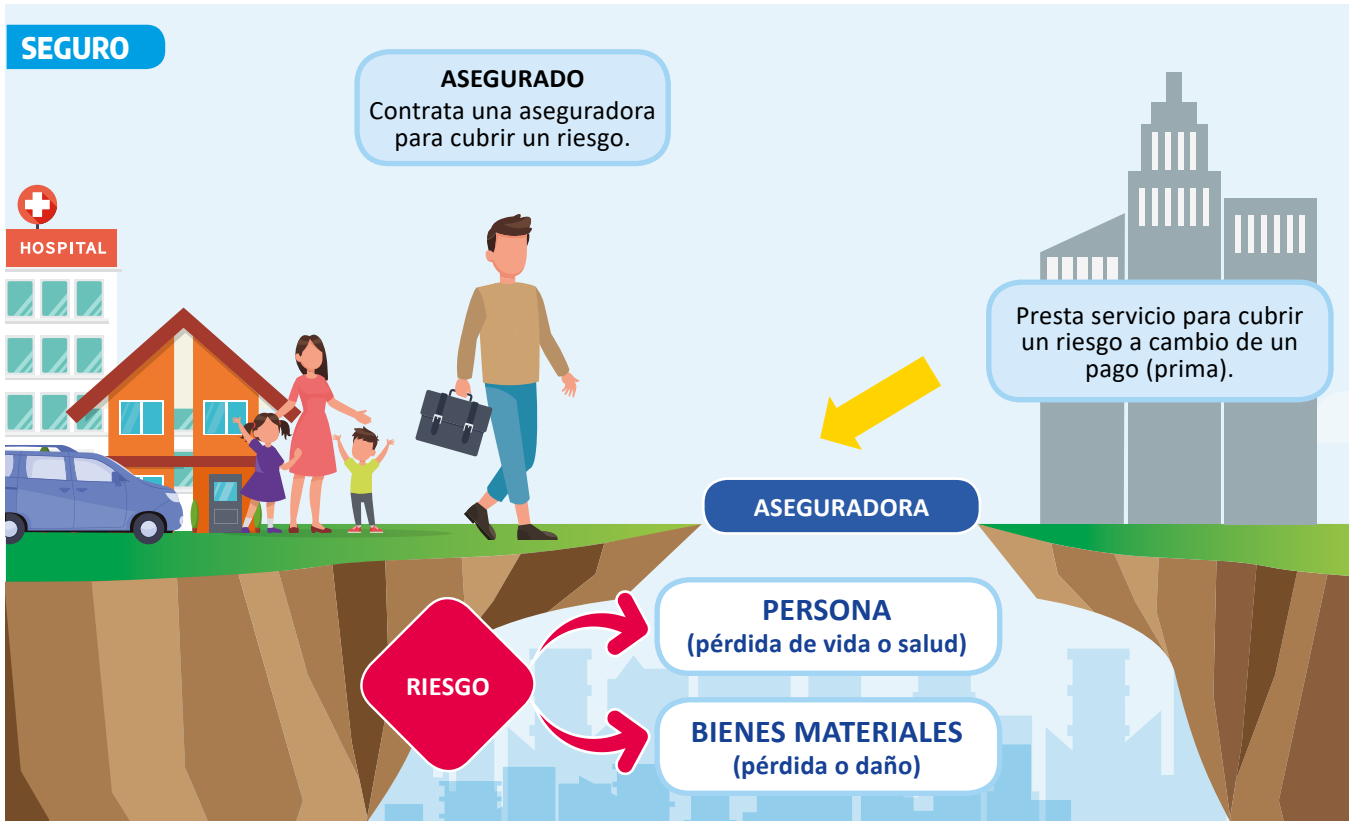 SEGURO
ASEGURADO
Contrata una aseguradora
para cubrir un riesgo.
HOSPITAL
Presta servicio para cubrir
un riesgo a cambio de un
pago (prima).
ASEGURADORA
RIESGO
PERSONA
(pérdida de vida o salud)
BIENES MATERIALES
(pérdida o daño)